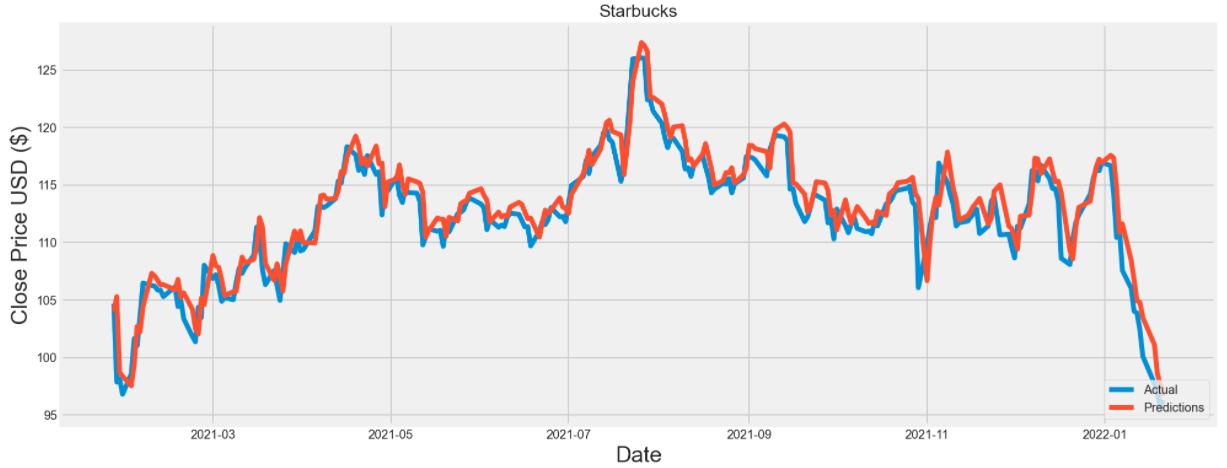 Starbucks
Close Price USD ($)
125
120
115
110
105
100
95
Actual
Predictions
2021-03
2021-05
2021-07
2021-09
2021-11
2022-01
Date